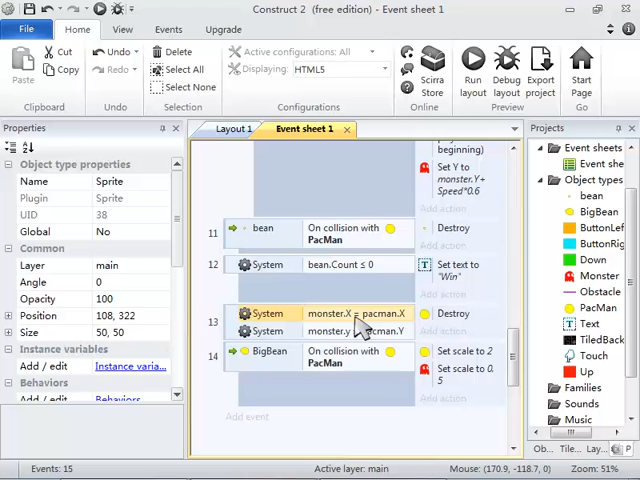 Construct 2 (free edition) - Event sheet 1
File
Home
View
Events
Upgrade
Paste
Cut
Copy
Clipboard
Undo
Redo
Undo
Delete
Select All
Select None
Selection
Active configurations: All
Displaying: HTML5
Configurations
Scirra Store
Online
Run layout
Debug layout
Export project
Preview
Start Page
Go
Properties
Object type properties
Name Sprite
Plugin Sprite
UID 38
Global No
Common
Layer main
Angle 0
Opacity 100
Position 108, 322
Size 50, 50
Instance variables
Add / edit Instance varia...
Behaviors
Add / edit Behaviors
Layout 1
Event sheet 1
beginning)
Set Y to
monster.Y +
Speed*0.6
Add action
11 bean On collision with PacMan Destroy
Add action
12 System bean.Count ≤ 0 Set text to "Win"
Add action
13 System monster.X = pacman.X Destroy
System monster.y pacman.Y Add action
14 BigBean On collision with PacMan Set scale to 2
Set scale to 0.
5
Add action
Add event
Projects
Event sheets
Event she
Object types
bean
BigBean
ButtonLef
ButtonRig
Down
Monster
Obstacle
PacMan
Text
TiledBack
Touch
Up
Families
Sounds
Music
Ob...
Tile...
Lay...
P
Events: 15
Active layer: main
Mouse: (170.9, -118.7, 0)
Zoom: 51%